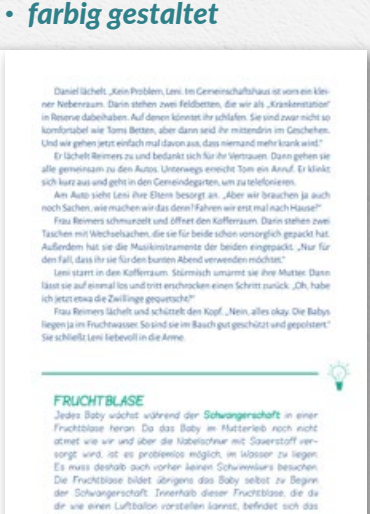 • farbig gestaltet
Daniel lächelt. „Kein Problem, Leni. Im Gemeinschaftshaus ist vorn ein klei-
ner Nebenraum. Darin stehen zwei Feldbetten, die wir als „Krankenstation“
in Reserve dabeihaben. Auf denen könntet ihr schlafen. Sie sind zwar nicht so
komfortabel wie Toms Betten, aber dann seid ihr mittendrin im Geschehen.
Und wir gehen jetzt einfach mal davon aus, dass niemand mehr krank wird.“
Er lächelt Reimers zu und bedankt sich für ihr Vertrauen. Dann gehen sie
alle gemeinsam zu den Autos. Unterwegs erreicht Tom ein Anruf. Er klinkt
sich kurz aus und geht in den Gemeindegarten, um zu telefonieren.
Am Auto sieht Leni ihre Eltern besorgt an. „Aber wir brauchen ja auch
noch Sachen, wie machen wir das denn? Fahren wir erst mal nach Hause?“
Frau Reimers schmunzelt und öffnet den Kofferraum. Darin stehen zwei
Taschen mit Wechselsachen, die sie für beide schon vorsorglich gepackt hat.
Außerdem hat sie die Musikinstrumente der beiden eingepackt. „Nur für
den Fall, dass ihr sie für den bunten Abend verwenden möchtet.“
Leni starrt in den Kofferraum. Stürmisch umarmt sie ihre Mutter. Dann
lässt sie auf einmal los und tritt erschrocken einen Schritt zurück. „Oh, habe
ich jetzt etwa die Zwillinge gequetscht?“
Frau Reimers lächelt und schüttelt den Kopf. „Nein, alles okay. Die Babys
liegen ja im Fruchtwasser. So sind sie im Bauch gut geschützt und gepolstert.“
Sie schließt Leni liebevoll in die Arme.
FRUCHTBLASE
Jedes Baby wächst während der Schwangerschaft in einer
Fruchtblase heran. Da das Baby im Mutterleib noch nicht
atmet wie wir und über die Nabelschnur mit Sauerstoff ver-
sorgt wird, ist es problemlos möglich, im Wasser zu liegen.
Es muss deshalb auch vorher keinen Schwimmkurs besuchen.
Die Fruchtblase bildet übrigens das Baby selbst zu Beginn
der Schwangerschaft. Innerhalb dieser Fruchtblase, die du
dir wie einen Luftballon vorstellen kannst, befindet sich das